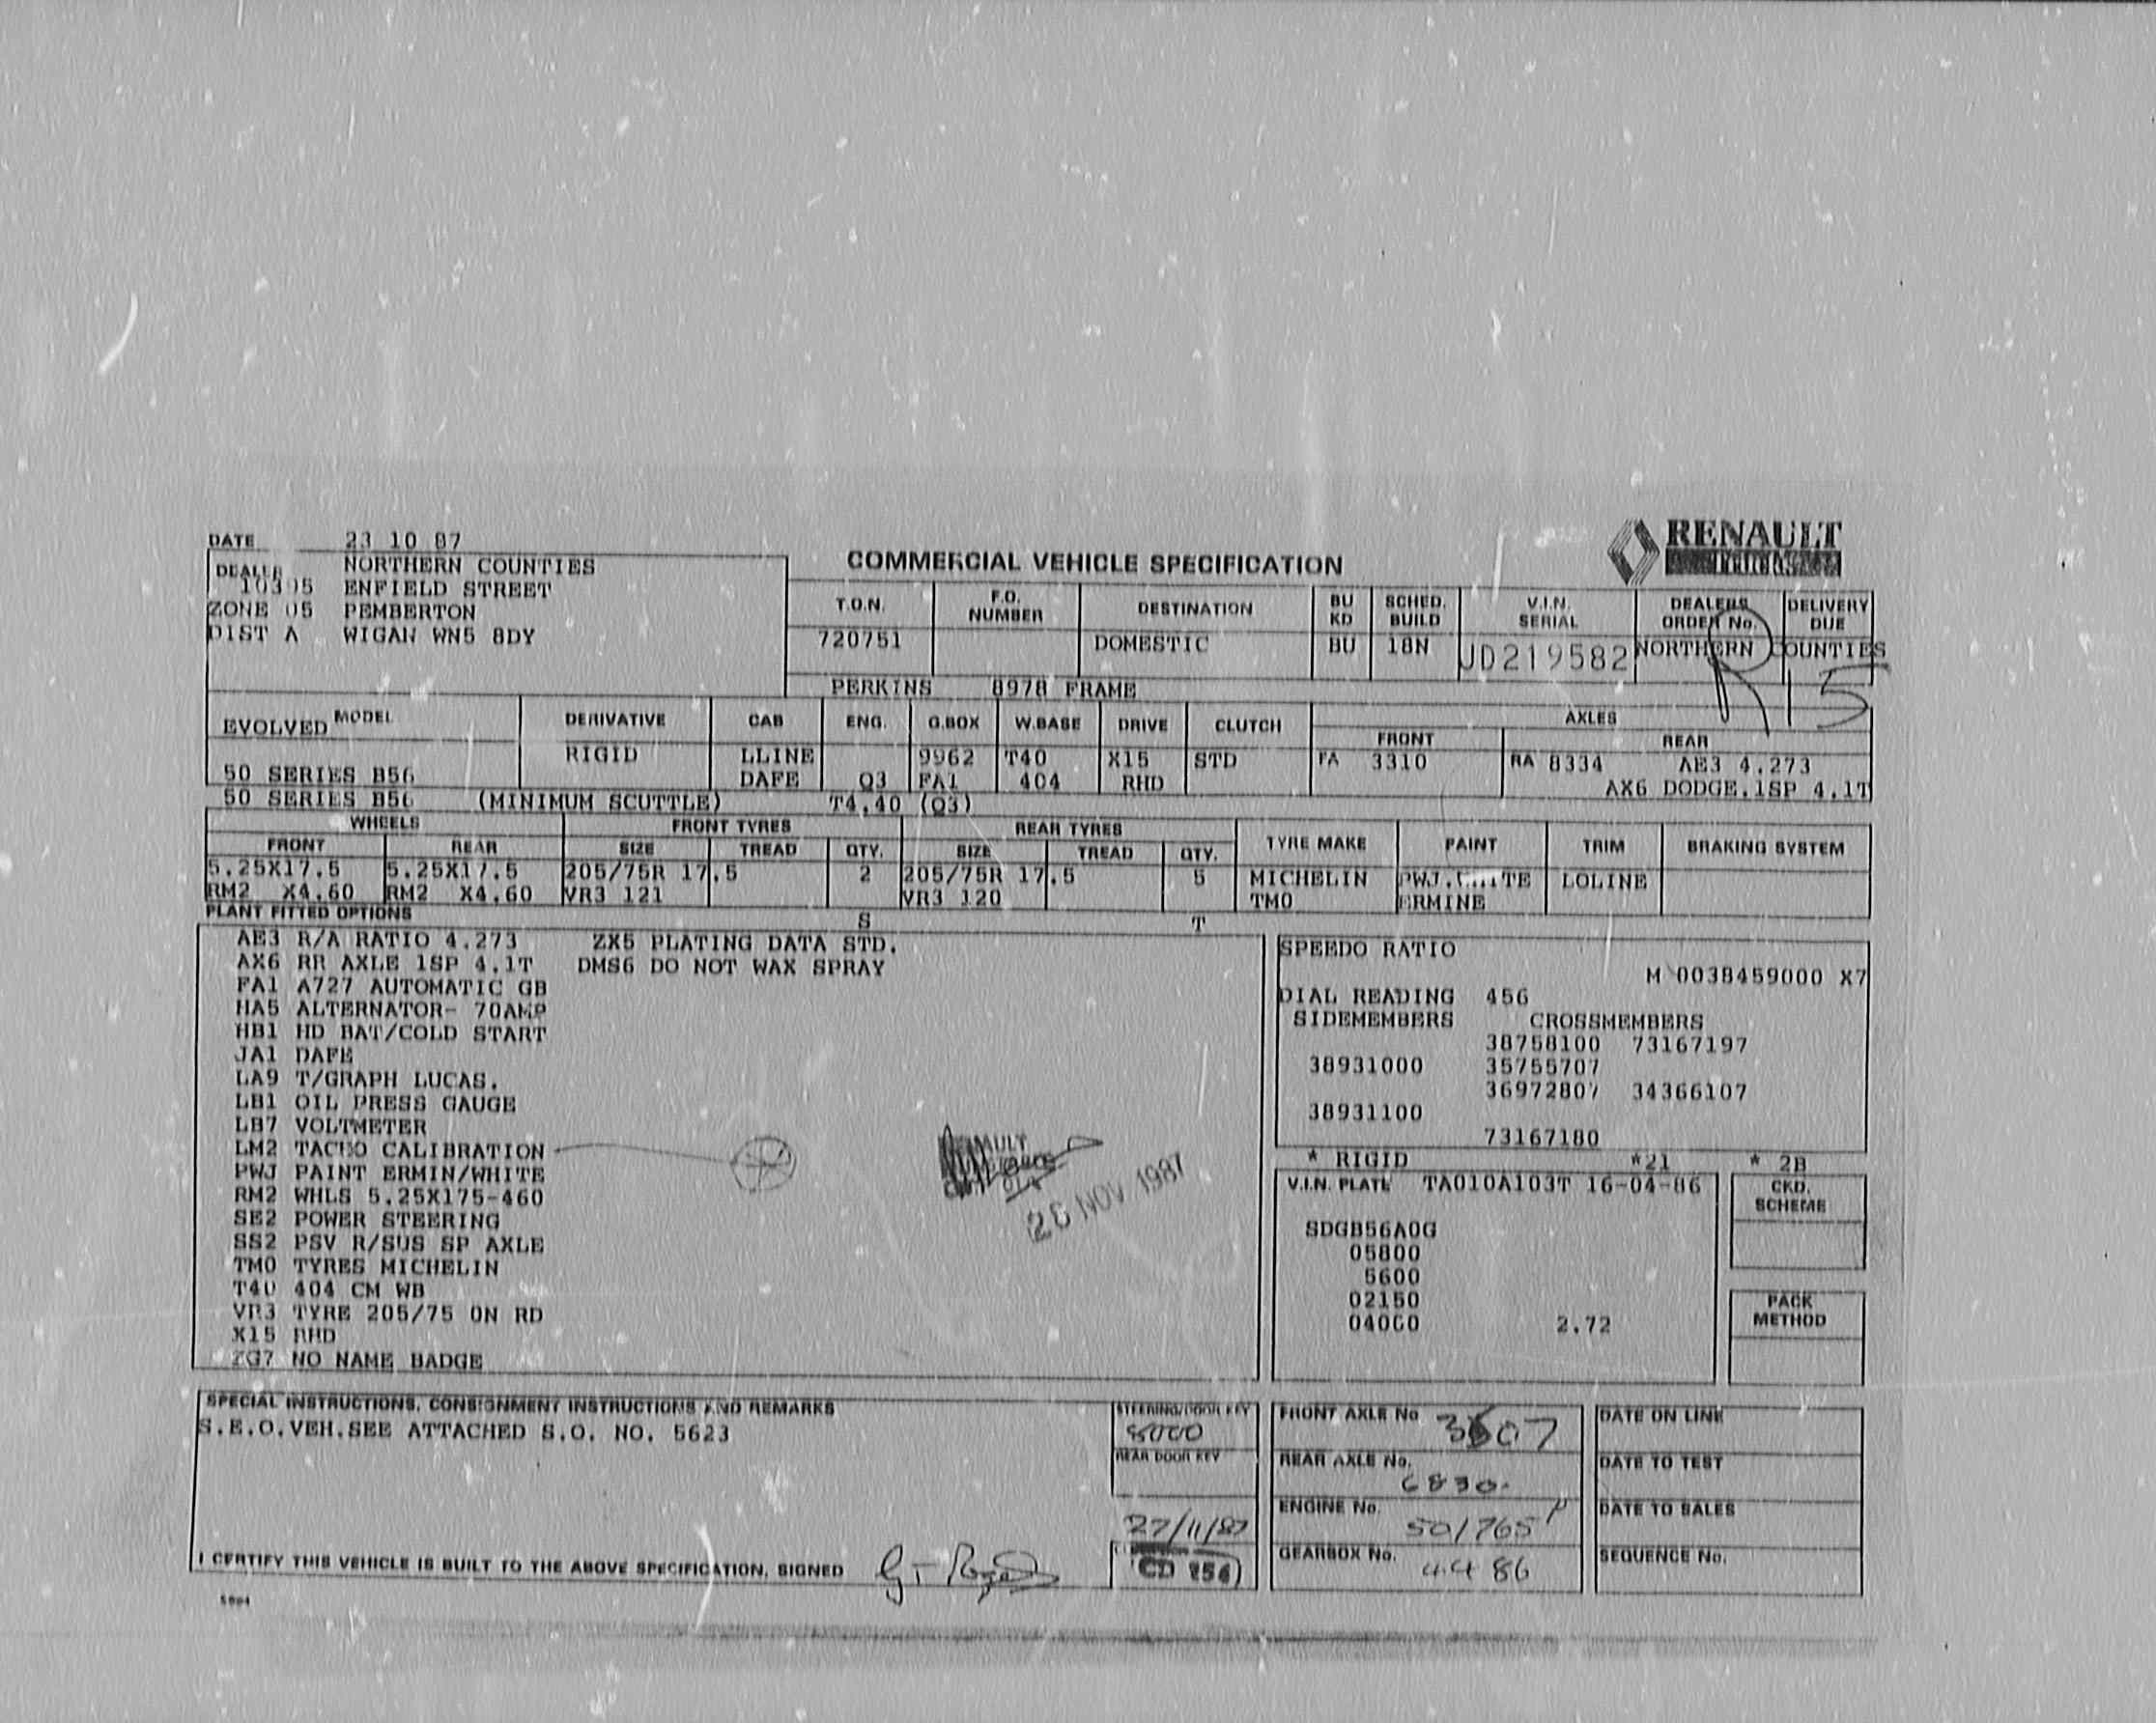 DATE 23 10 87
DEALER NORTHERN COUNTIES
ENFIELD STREET
ZONE 05 PEMBERTON
DIST A WIGAN WN5 8DY
COMMERCIAL VEHICLE SPECIFICATION
RENAULT
T.O.N. F.O. NUMBER DESTINATION BU KD SCHED. BUILD V.I.N. SERIAL DEALERS ORDER No. DELIVERY DUE
720751 DOMESTIC BU 18N JD219582 NORTHERN COUNTIES
R15
PERKINS 8978 FRAME
EVOLVED MODEL DERIVATIVE CAB ENG. G.BOX W.BASE DRIVE CLUTCH AXLES
FRONT REAR
RIGID LLINE 9962 T40 X15 STD FA 3310 RA 8334 AE3 4.273
50 SERIES B56 DAFE Q3 FA1 404 RHD AX6 DODGE.1SP 4.1T
50 SERIES B56 (MINIMUM SCUTTLE) T4.40 (Q3)
WHEELS FRONT TYRES REAR TYRES TYRE MAKE PAINT TRIM BRAKING SYSTEM
FRONT REAR SIZE TREAD QTY. SIZE TREAD QTY.
5.25X17.5 5.25X17.5 205/75R 17.5 2 205/75R 17.5 5 MICHELIN PWJ.WHITE LOLINE
RM2 X4.60 RM2 X4.60 VR3 121 VR3 120 TMO ERMINE
PLANT FITTED OPTIONS S T
AE3 R/A RATIO 4.273 ZX5 PLATING DATA STD.
AX6 RR AXLE 1SP 4.1T DMS6 DO NOT WAX SPRAY
FA1 A727 AUTOMATIC GB
HA5 ALTERNATOR- 70AMP
HB1 HD BAT/COLD START
JA1 DAFE
LA9 T/GRAPH LUCAS.
LB1 OIL PRESS GAUGE
LB7 VOLTMETER
LM2 TACHO CALIBRATION
PWJ PAINT ERMIN/WHITE
RM2 WHLS 5.25X175-460
SE2 POWER STEERING
SS2 PSV R/SUS SP AXLE
TMO TYRES MICHELIN
T40 404 CM WB
VR3 TYRE 205/75 ON RD
X15 RHD
ZG7 NO NAME BADGE
26 NOV 1987
SPEEDO RATIO
M 0038459000 X7
DIAL READING 456
SIDEMEMBERS CROSSMEMBERS
38758100 73167197
38931000 35755707
36972807 34366107
38931100
73167180
* RIGID *21 * 2B
V.I.N. PLATE TA010A103T 16-04-86
SDGB56A0G
05800
5600
02150
04000 2.72
CKD. SCHEME
PACK METHOD
SPECIAL INSTRUCTIONS, CONSIGNMENT INSTRUCTIONS AND REMARKS
S.E.O.VEH.SEE ATTACHED S.O. NO. 5623
STEERING/DOOR KEY
8000
REAR DOOR KEY
27/11/87
CD 856
FRONT AXLE No 3607
REAR AXLE No. 6830
ENGINE No. 501765 P
GEARBOX No. 4486
DATE ON LINE
DATE TO TEST
DATE TO SALES
SEQUENCE No.
I CERTIFY THIS VEHICLE IS BUILT TO THE ABOVE SPECIFICATION, SIGNED